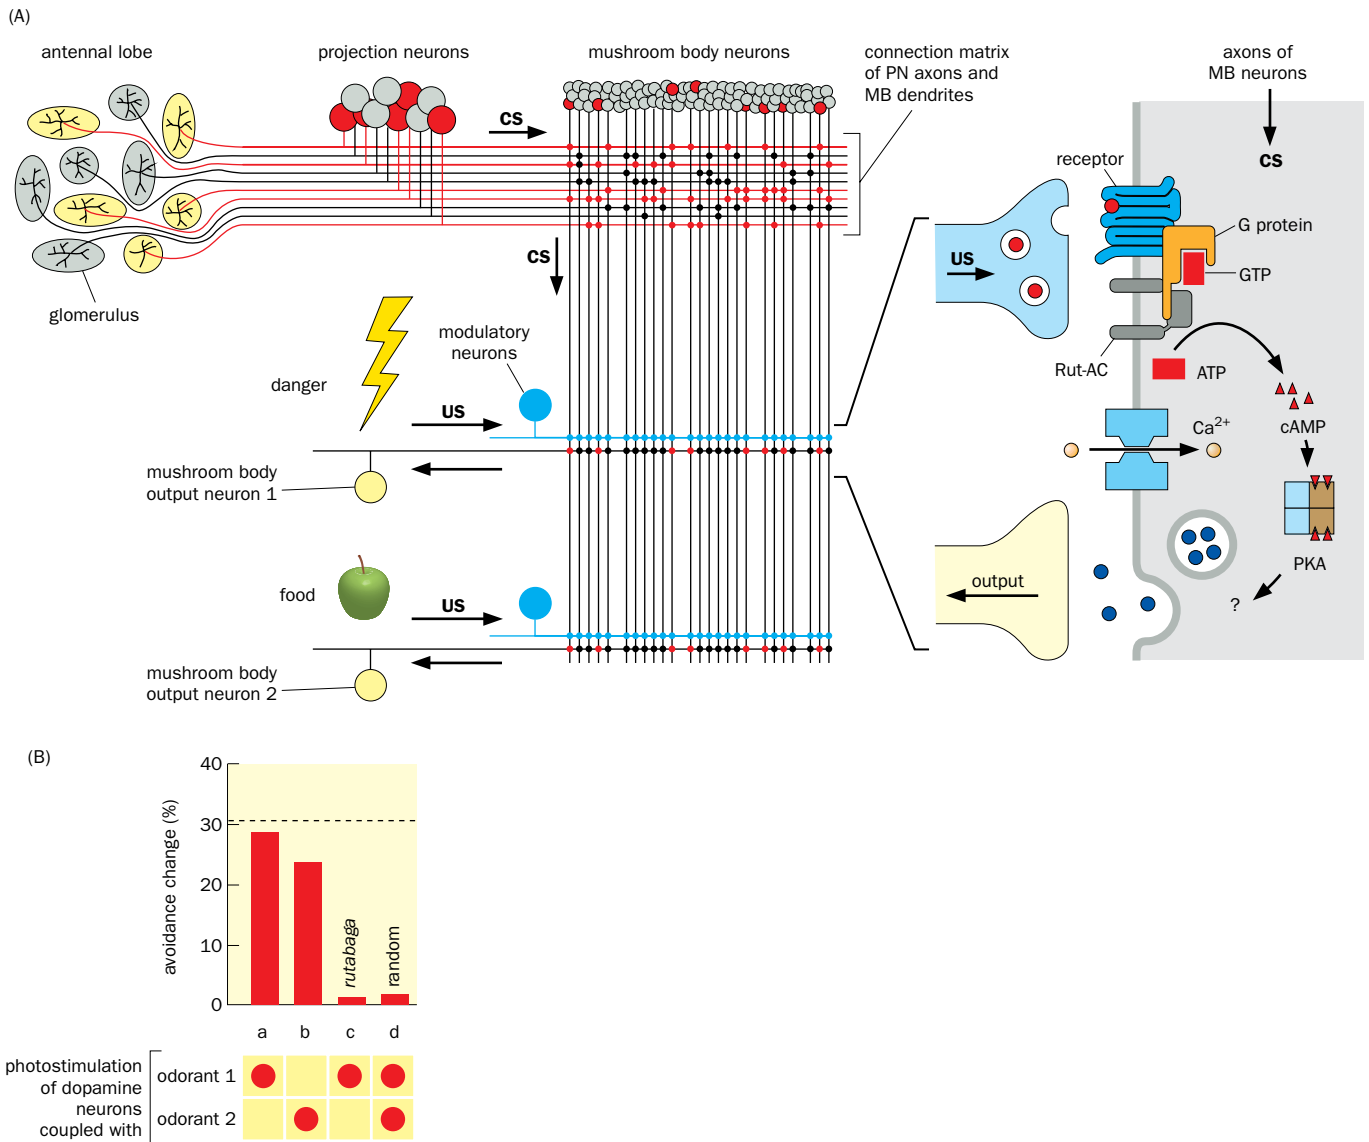 (A)
antennal lobe
projection neurons
mushroom body neurons
connection matrix
of PN axons and
MB dendrites
axons of
MB neurons
CS
CS
receptor
G protein
US
GTP
CS
glomerulus
modulatory
neurons
Rut-AC
ATP
danger
US
Ca2+
cAMP
mushroom body
output neuron 1
PKA
output
?
food
US
mushroom body
output neuron 2
(B)
avoidance change (%)
40
30
20
10
0
rutabaga
random
a b c d
photostimulation
of dopamine
neurons
coupled with
odorant 1
odorant 2